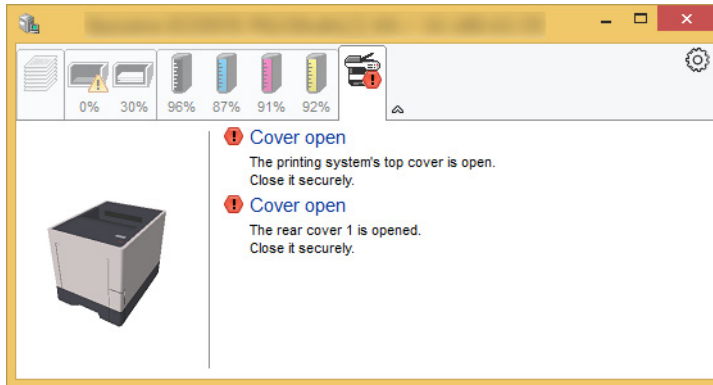 0% 30% 96% 87% 91% 92%
Cover open
The printing system's top cover is open.
Close it securely.
Cover open
The rear cover 1 is opened.
Close it securely.